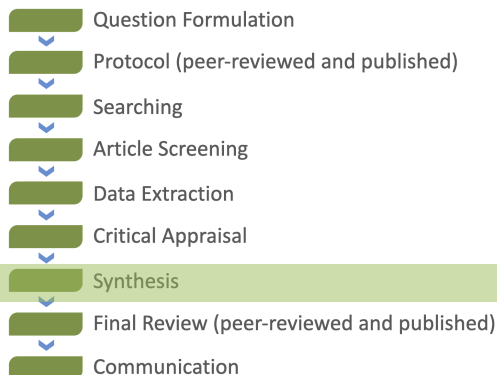 Question Formulation
Protocol (peer-reviewed and published)
Searching
Article Screening
Data Extraction
Critical Appraisal
Synthesis
Final Review (peer-reviewed and published)
Communication